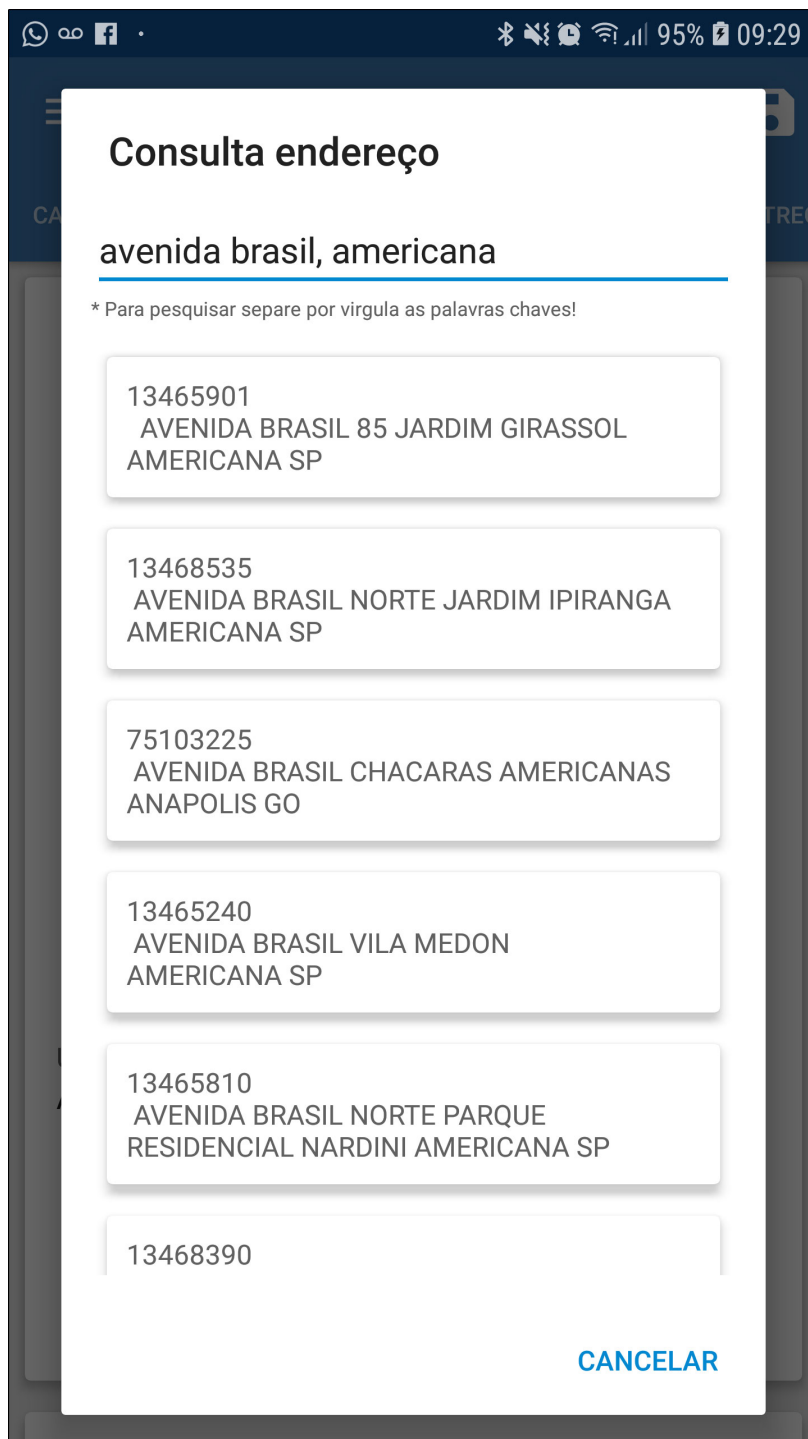 95% 09:29
Consulta endereço
CA
TREG
avenida brasil, americana
* Para pesquisar separe por virgula as palavras chaves!
13465901
AVENIDA BRASIL 85 JARDIM GIRASSOL
AMERICANA SP
13468535
AVENIDA BRASIL NORTE JARDIM IPIRANGA
AMERICANA SP
75103225
AVENIDA BRASIL CHACARAS AMERICANAS
ANAPOLIS GO
13465240
AVENIDA BRASIL VILA MEDON
AMERICANA SP
13465810
AVENIDA BRASIL NORTE PARQUE
RESIDENCIAL NARDINI AMERICANA SP
13468390
CANCELAR